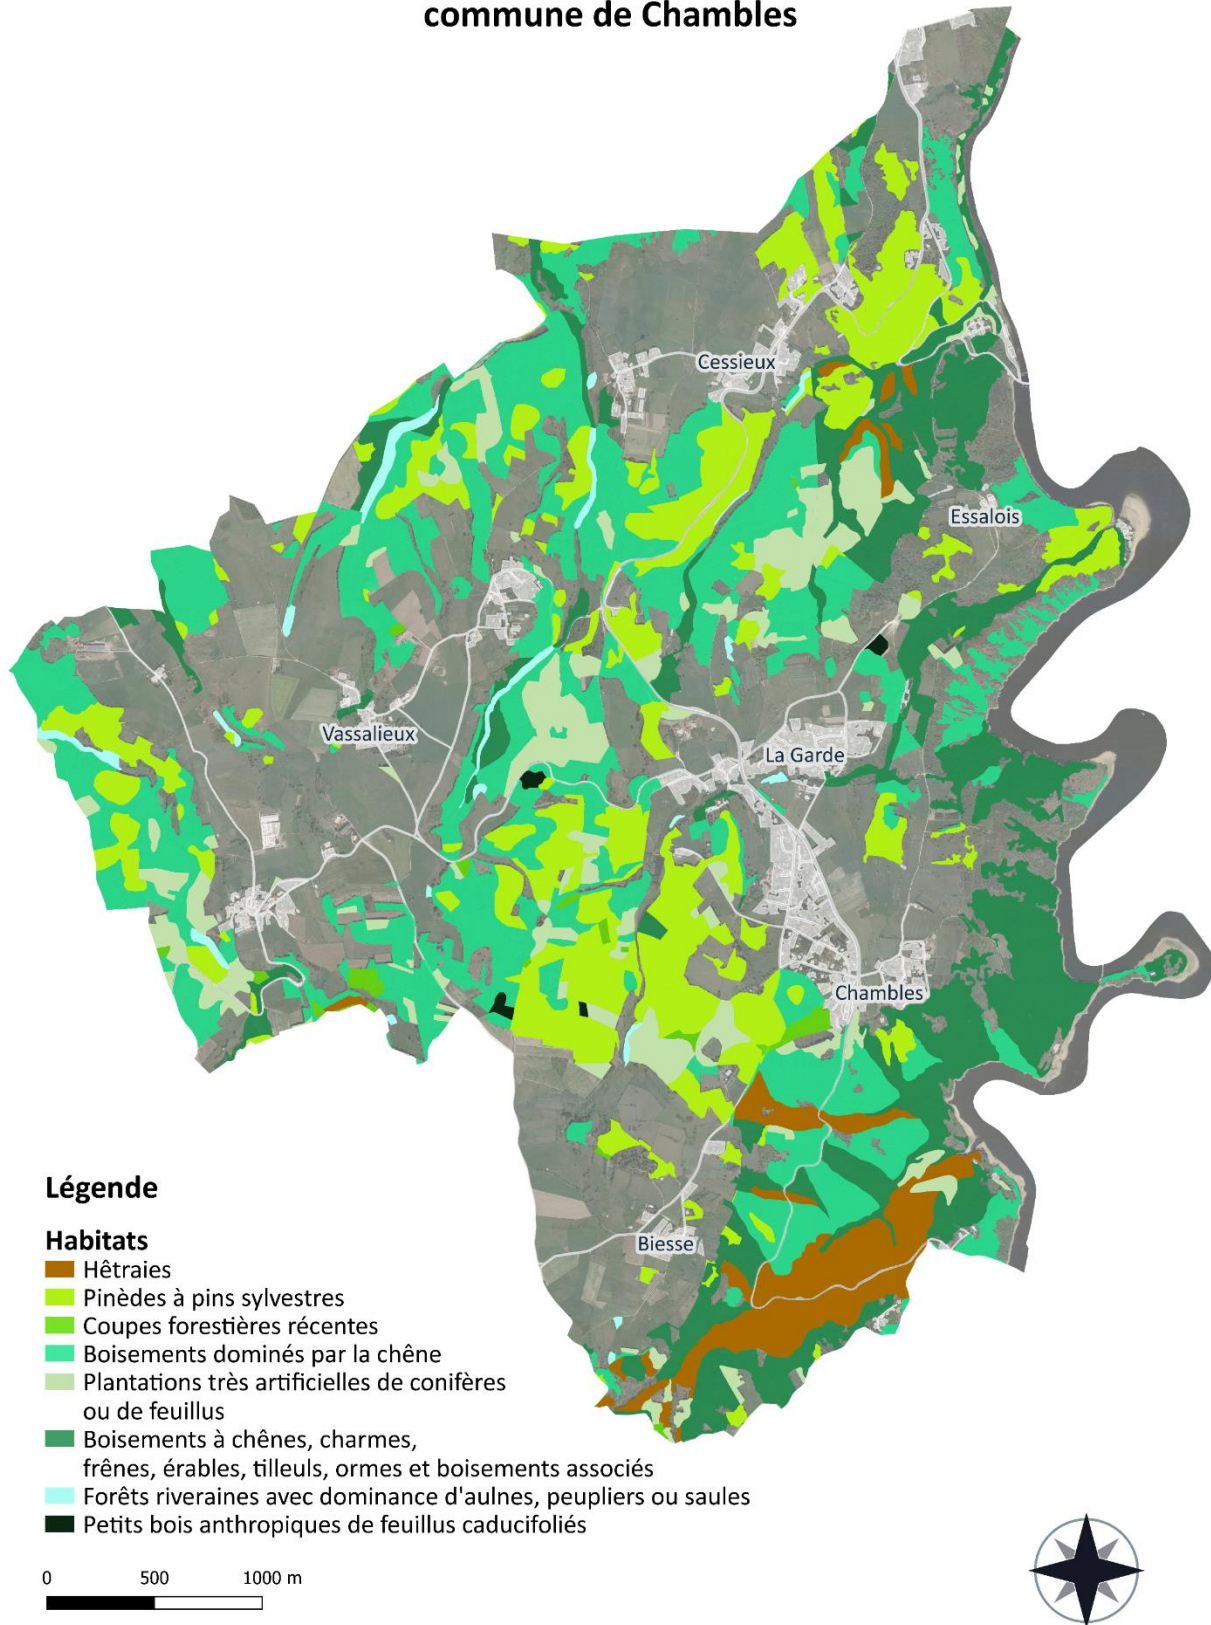 commune de Chambles
Cessieux
Essalois
Vassalieux
La Garde
Chambles
Biesse
Légende
Habitats
Hêtraies
Pinèdes à pins sylvestres
Coupes forestières récentes
Boisements dominés par la chêne
Plantations très artificielles de conifères
ou de feuillus
Boisements à chênes, charmes,
frênes, érables, tilleuls, ormes et boisements associés
Forêts riveraines avec dominance d'aulnes, peupliers ou saules
Petits bois anthropiques de feuillus caducifoliés
0 500 1000 m